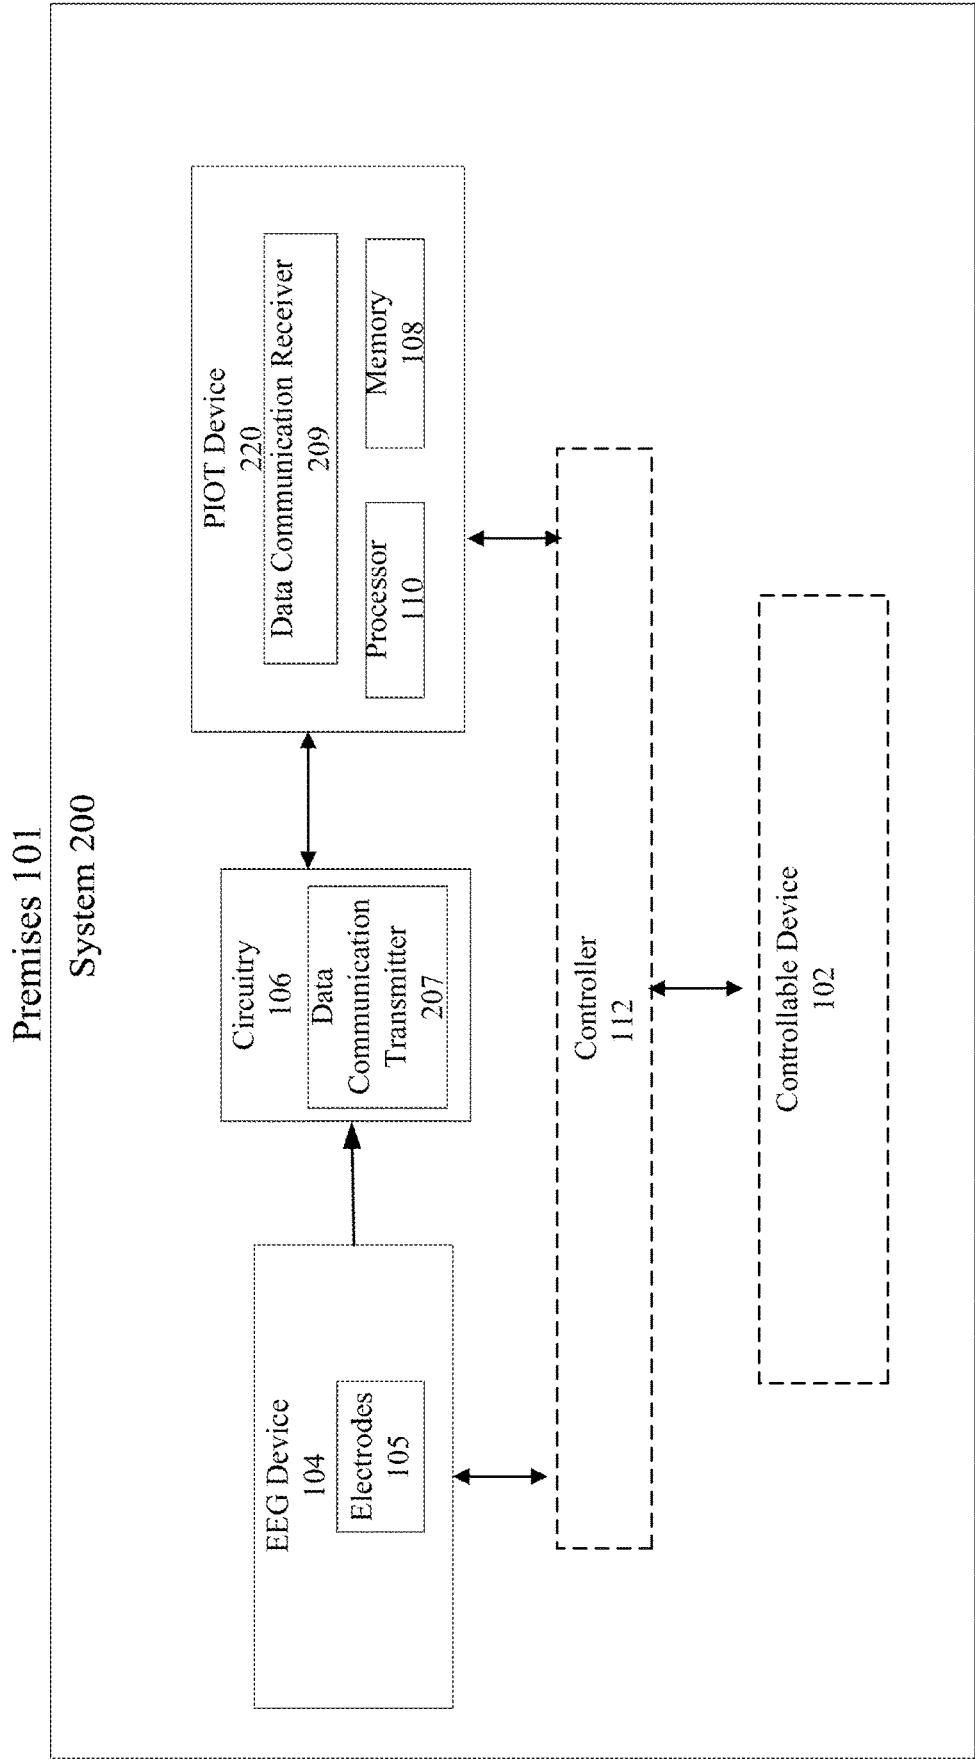 Premises 101
System 200
EEG Device
104
Electrodes
105
Circuitry
106
Data
Communication
Transmitter
207
PIOT Device
220
Data Communication Receiver
209
Processor
110
Memory
108
Controller
112
Controllable Device
102